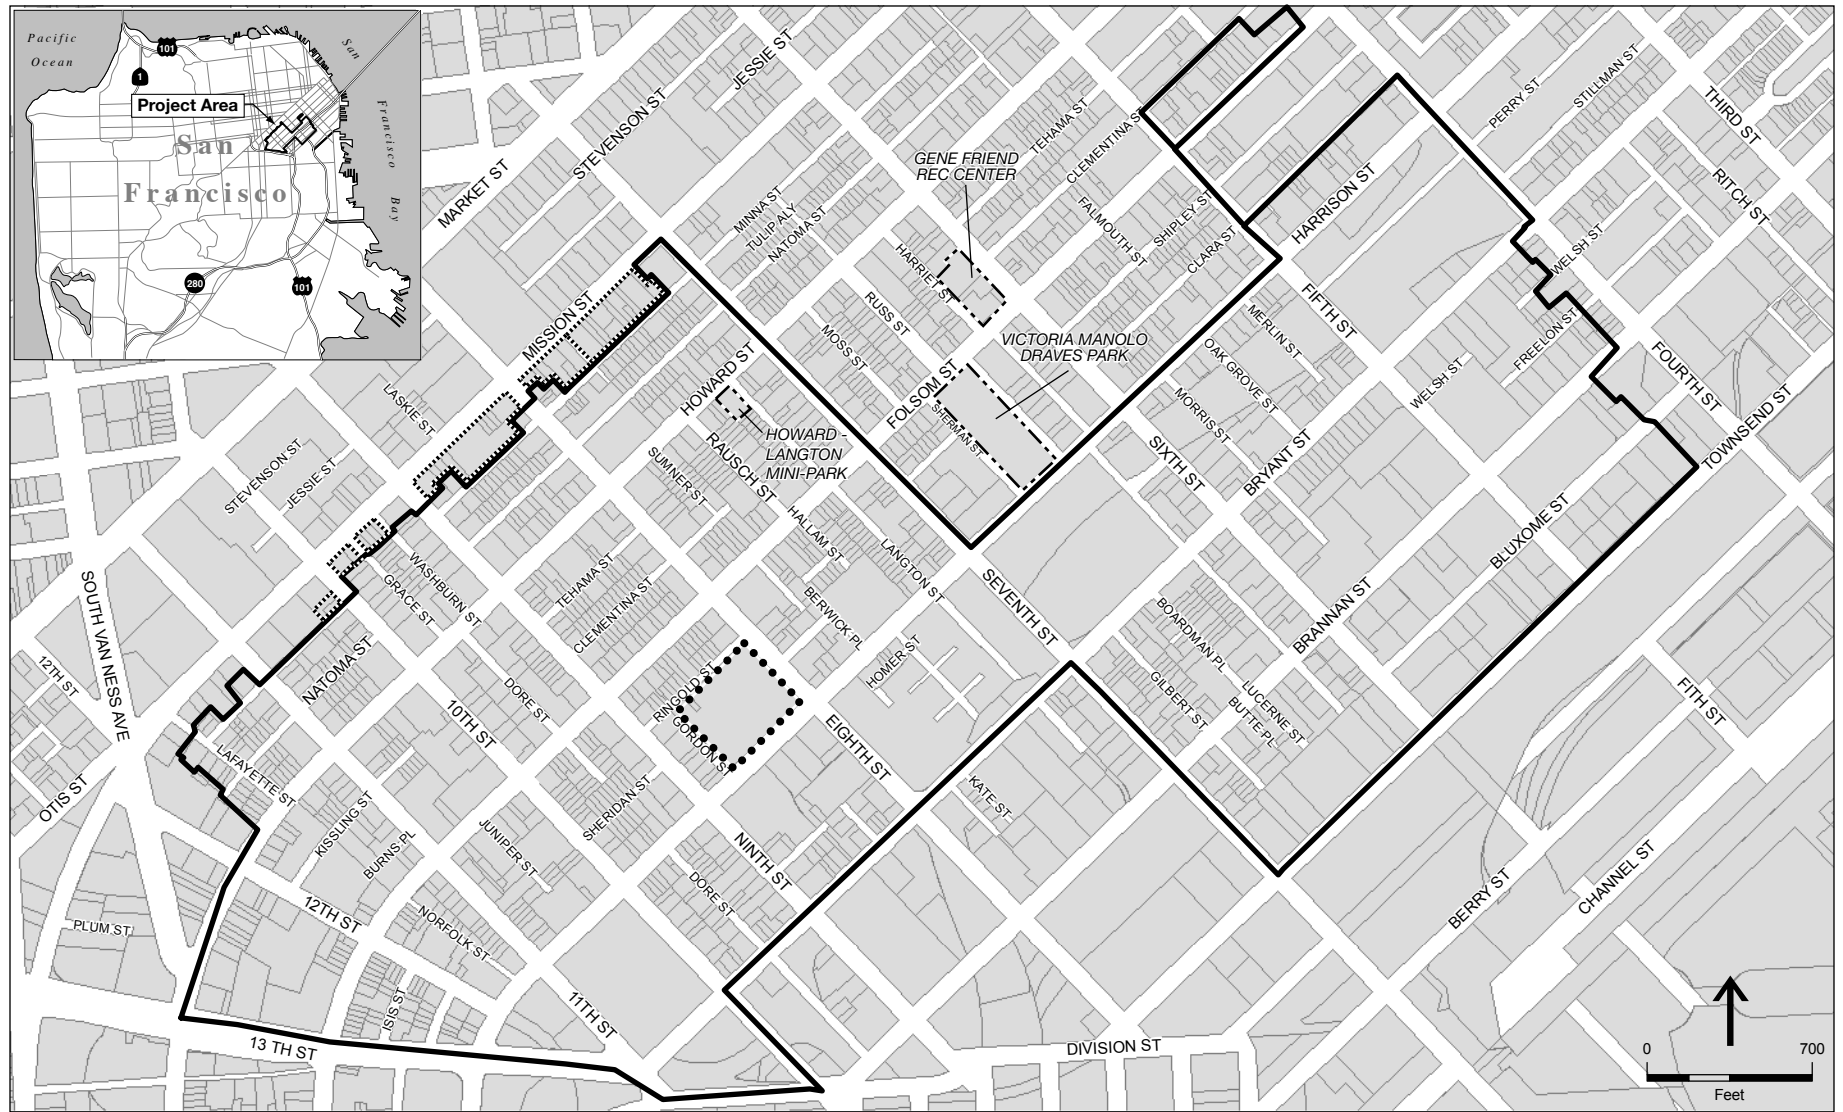 Pacific
Ocean
101
San
1
Project Area
Francisco
San
Francisco
Bay
280
101
JESSIE ST
STEVENSON ST
MARKET ST
MISSION ST
TEHAMA ST
CLEMENTINA ST
PERRY ST
STILLMAN ST
THIRD ST
GENE FRIEND
REC CENTER
MINNA ST
TULIP ALY
NATOMA ST
FALMOUTH ST
SHIPLEY ST
CLARA ST
HARRISON ST
RITCH ST
WELSH ST
HARRIET ST
RUSS ST
MOSS ST
VICTORIA MANOLO
DRAVES PARK
FIFTH ST
MERLIN ST
OAK GROVE ST
FREELON ST
FOURTH ST
WELSH ST
TOWNSEND ST
LASKIE ST
HOWARD ST
FOLSOM ST
SHERMAN ST
MORRIS ST
SIXTH ST
BRYANT ST
HOWARD -
LANGTON
MINI-PARK
RAUSCH ST
SUMNER ST
STEVENSON ST
JESSIE ST
HALLAM ST
LANGTON ST
BLUXOME ST
SOUTH VAN NESS AVE
WASHBURN ST
GRACE ST
TEHAMA ST
CLEMENTINA ST
BERWICK PL
SEVENTH ST
BOARDMAN PL
BRANNAN ST
12TH ST
NATOMA ST
HOMER ST
RINGOLD ST
GORDON ST
DORE ST
10TH ST
GILBERT ST
LUCERNE ST
BUTTE PL
FITH ST
EIGHTH ST
LAFAYETTE ST
OTIS ST
KISSLING ST
BURNS PL
JUNIPER ST
SHERIDAN ST
KATE ST
NINTH ST
DORE ST
BERRY ST
CHANNEL ST
PLUM ST
12TH ST
NORFOLK ST
ISIS ST
11TH ST
13 TH ST
DIVISION ST
0 700
Feet